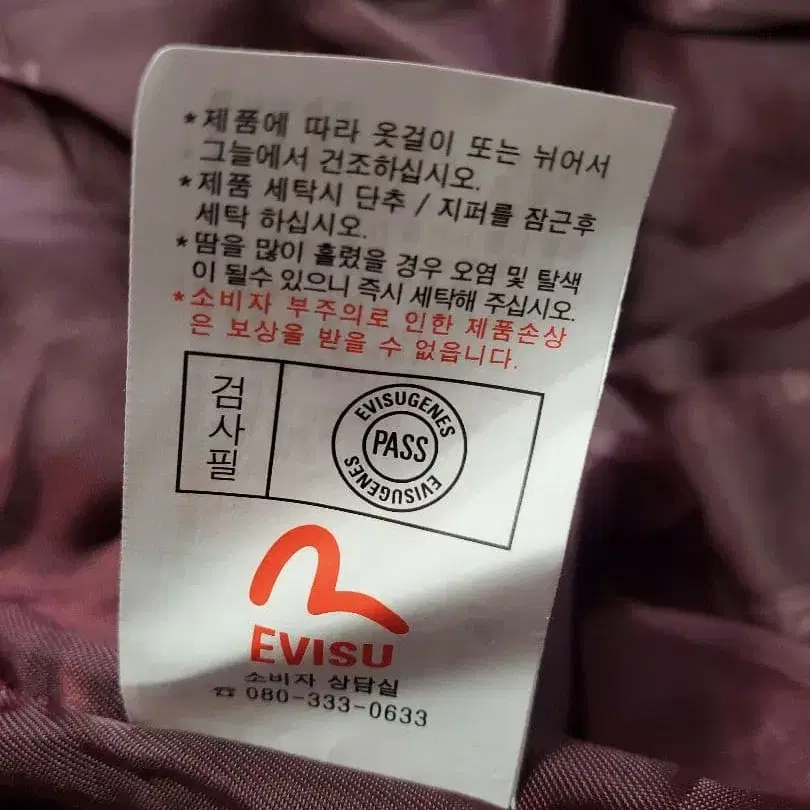 *제품에 따라 옷걸이 또는 뉘어서
그늘에서 건조하십시오.
*제품 세탁시 단추 / 지퍼를 잠근후
세탁 하십시오.
*땀을 많이 흘렸을 경우 오염 및 탈색
이 될수 있으니 즉시 세탁해 주십시오.
*소비자 부주의로 인한 제품손상
은 보상을 받을 수 없읍니다.
검사필
EVISUGENES
PASS
EVISUGENES
EVISU
소비자 상담실
☎ 080-333-0633